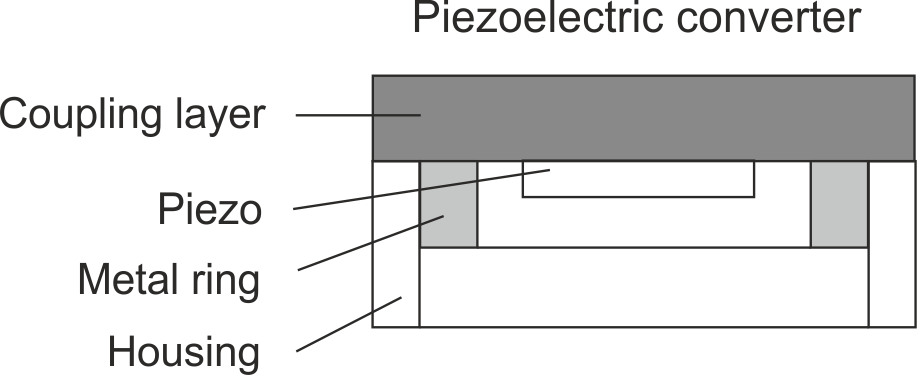 Piezoelectric converter
Coupling layer
Piezo
Metal ring
Housing